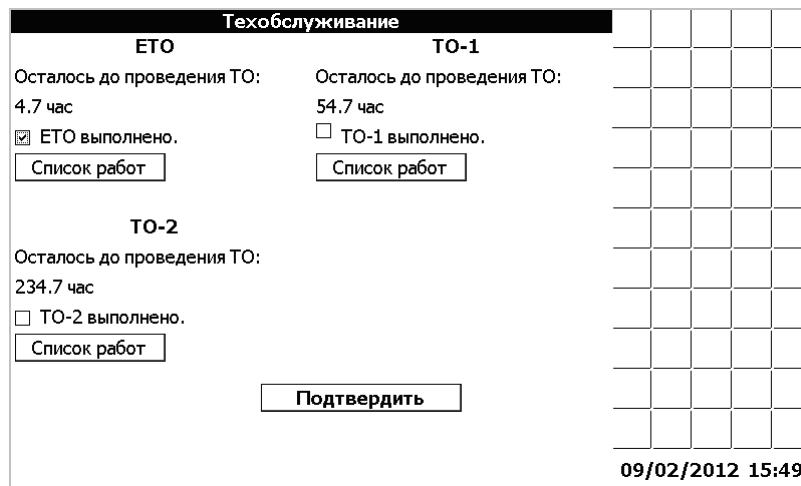 Техобслуживание
ЕТО
Осталось до проведения ТО:
4.7 час
ЕТО выполнено.
Список работ
ТО-1
Осталось до проведения ТО:
54.7 час
ТО-1 выполнено.
Список работ
ТО-2
Осталось до проведения ТО:
234.7 час
ТО-2 выполнено.
Список работ
Подтвердить
09/02/2012 15:49